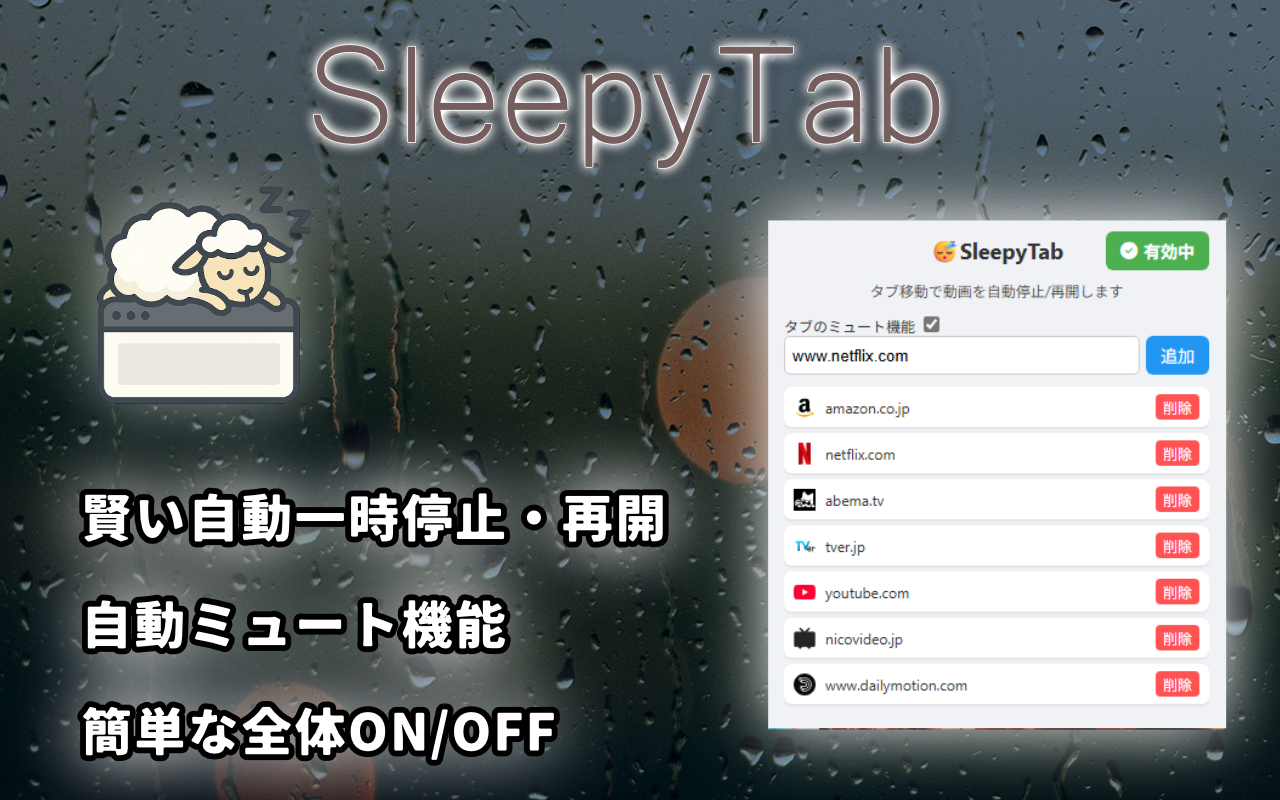 SleepyTab
Z
Z
賢い自動一時停止・再開
自動ミュート機能
簡単な全体ON/OFF
😴SleepyTab
有効中
タブ移動で動画を自動停止/再開します
タブのミュート機能
www.netflix.com
追加
a amazon.co.jp 削除
N netflix.com 削除
abema.tv 削除
TVer tver.jp 削除
youtube.com 削除
nicovideo.jp 削除
www.dailymotion.com 削除